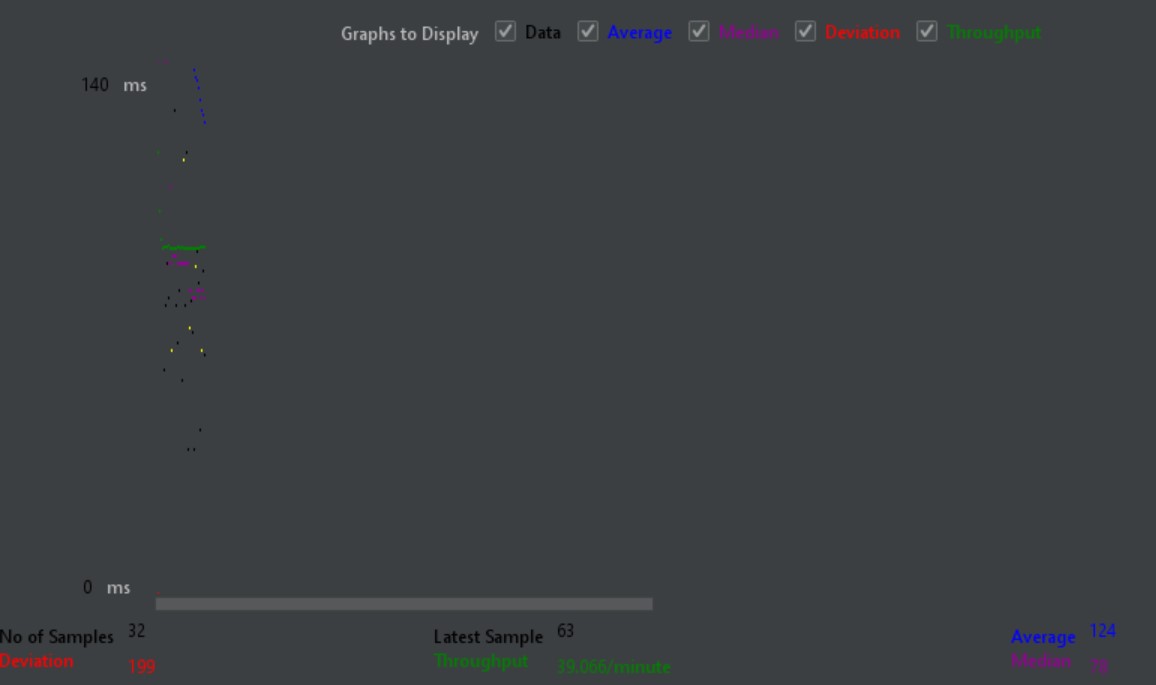 Graphs to Display Data Average Median Deviation Throughput
140 ms
0 ms
No of Samples 32 Latest Sample 63 Average 124
Deviation 199 Throughput 39.066/minute Median